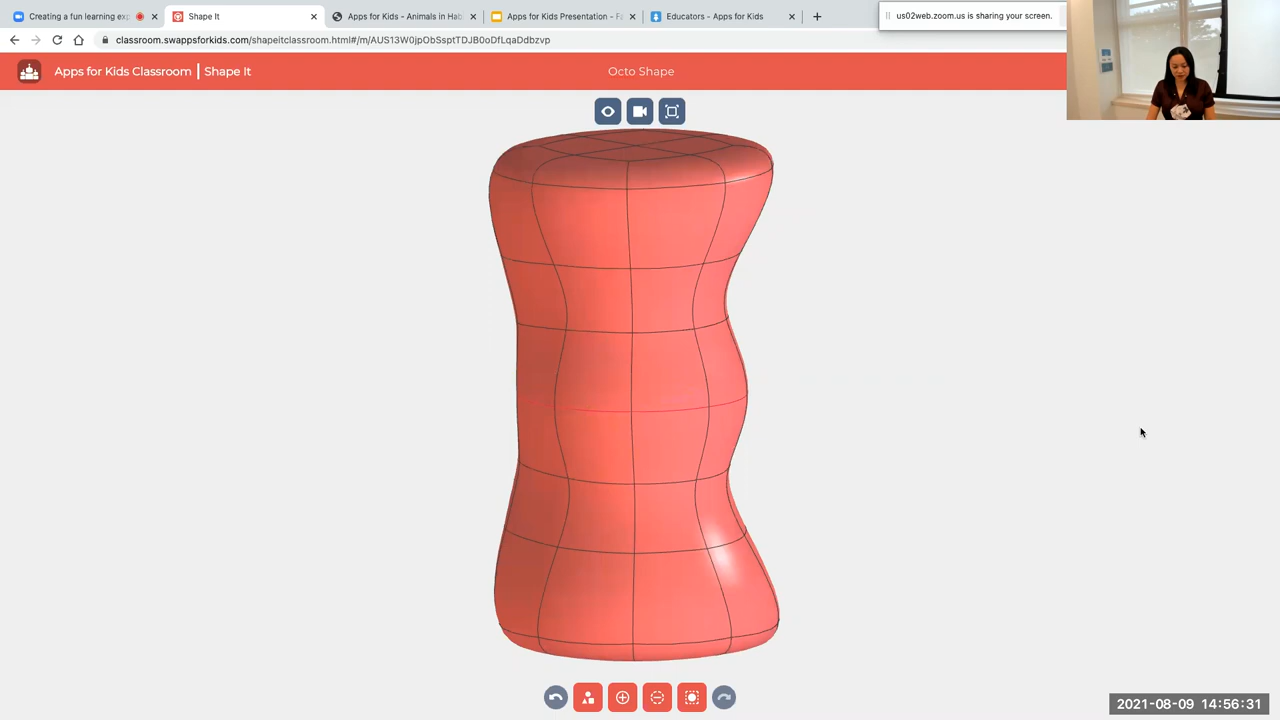 Creating a fun learning exp
Shape It
Apps for Kids - Animals in Hab
Apps for Kids Presentation - Fa
Educators - Apps for Kids
us02web.zoom.us is sharing your screen.
classroom.swappsforkids.com/shapeitclassroom.html#/m/AUS13W0jpObSsptTDJB0oDfLqaDdbzvp
Apps for Kids Classroom | Shape It
Octo Shape
2021-08-09 14:56:31